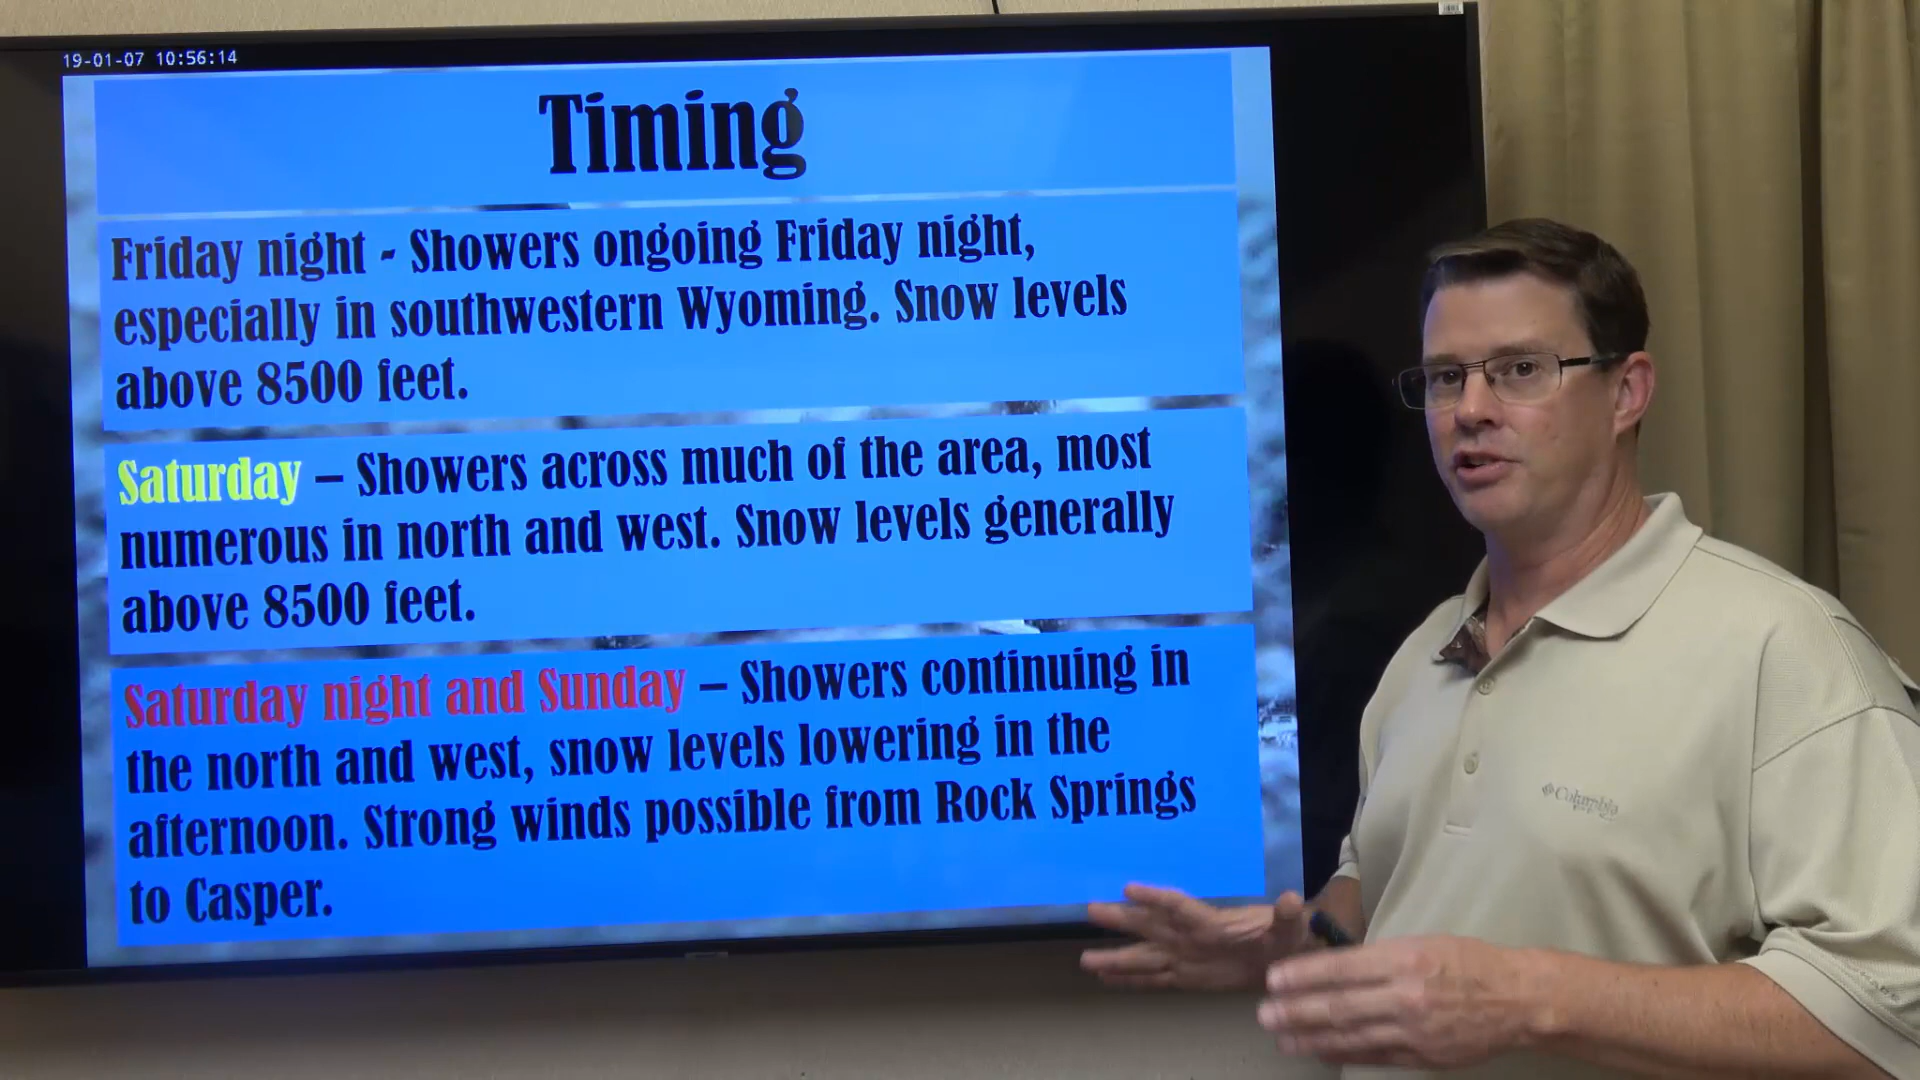 19-01-07 10:56:14
Timing
Friday night - Showers ongoing Friday night,
especially in southwestern Wyoming. Snow levels
above 8500 feet.
Saturday – Showers across much of the area, most
numerous in north and west. Snow levels generally
above 8500 feet.
Saturday night and Sunday – Showers continuing in
the north and west, snow levels lowering in the
afternoon. Strong winds possible from Rock Springs
to Casper.
Columbia